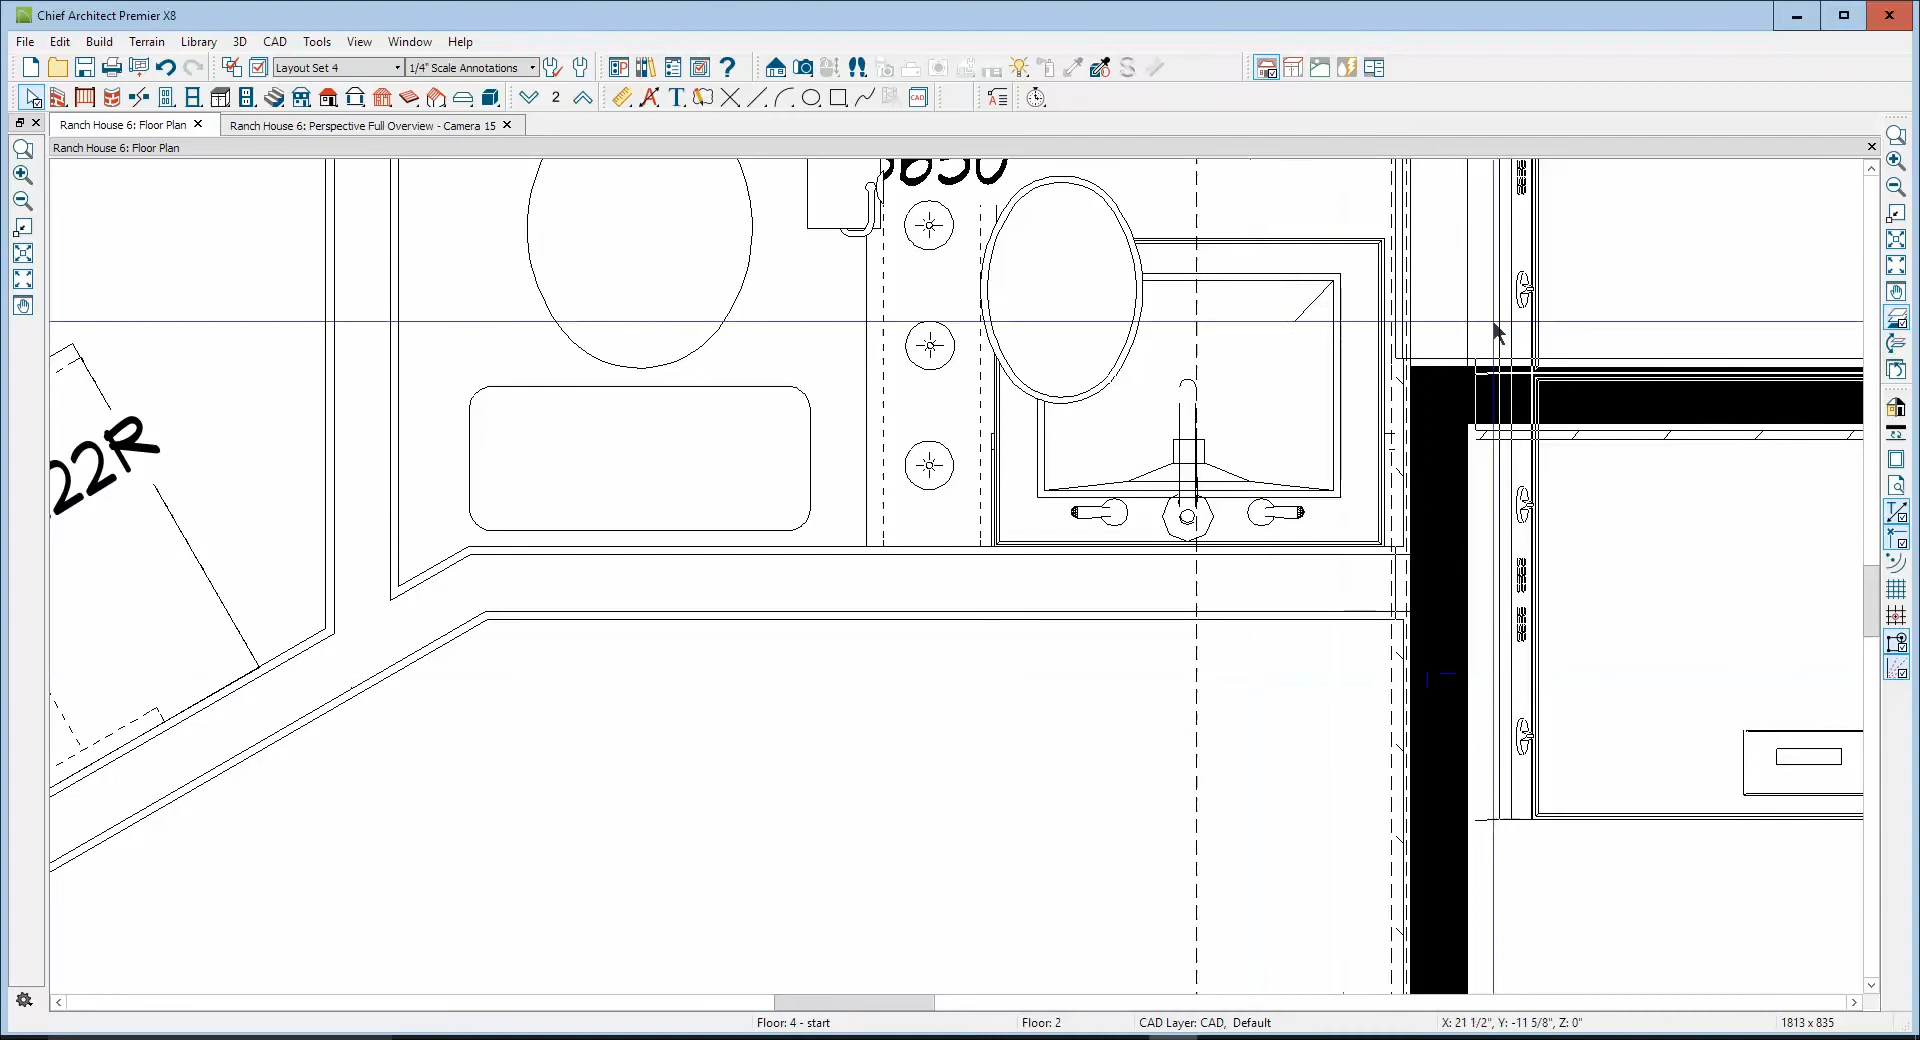 Chief Architect Premier X8
File Edit Build Terrain Library 3D CAD Tools View Window Help
Layout Set 4 1/4" Scale Annotations
2
CAD
Ranch House 6: Floor Plan Ranch House 6: Perspective Full Overview - Camera 15
Ranch House 6: Floor Plan
22R
Floor: 4 - start Floor: 2 CAD Layer: CAD, Default X: 21 1/2", Y: -11 5/8", Z: 0" 1813 x 835